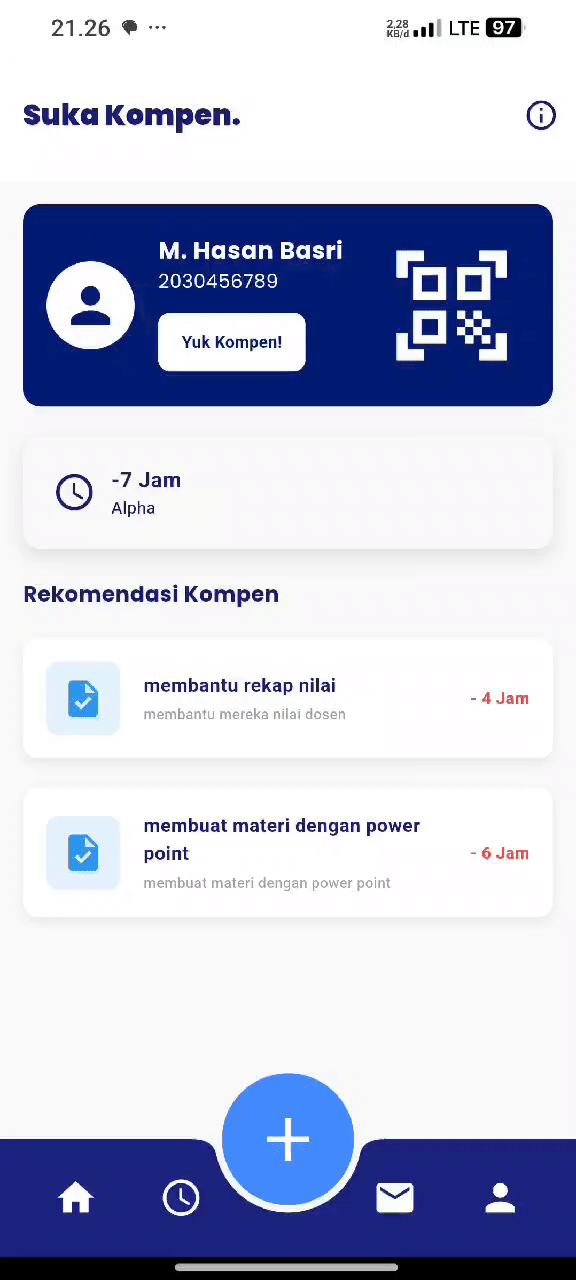 21.26
2,28
KB/d
LTE 97
Suka Kompen.
M. Hasan Basri
2030456789
Yuk Kompen!
-7 Jam
Alpha
Rekomendasi Kompen
membantu rekap nilai
membantu mereka nilai dosen
- 4 Jam
membuat materi dengan power
point
membuat materi dengan power point
- 6 Jam